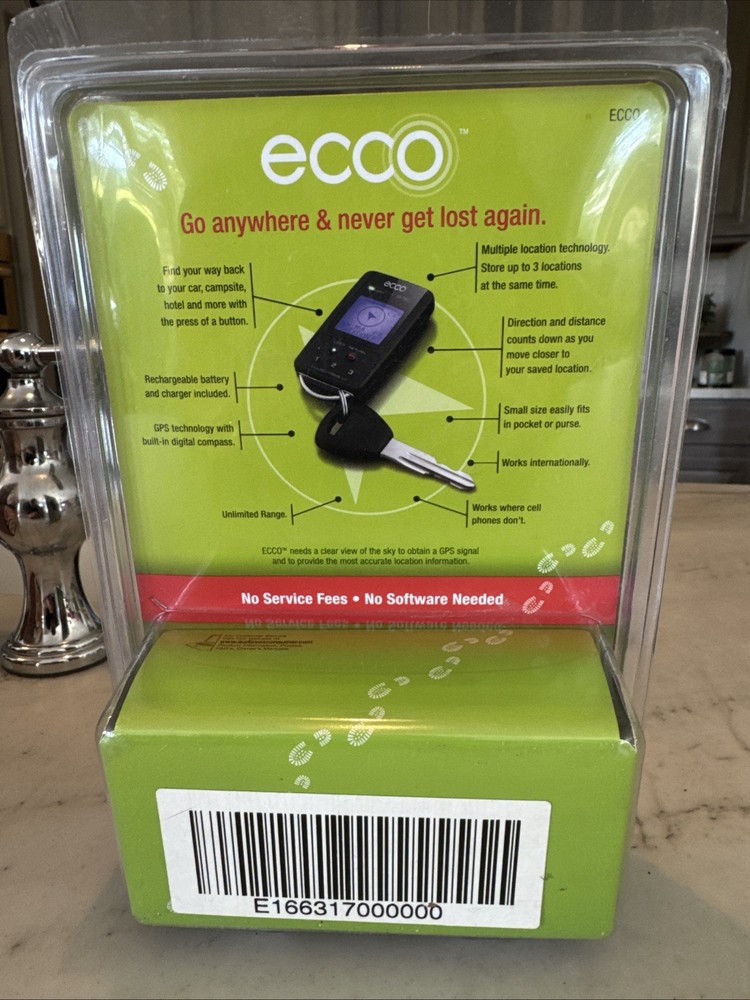 ECCO
ecco™
Go anywhere & never get lost again.
Find your way back
to your car, campsite,
hotel and more with
the press of a button.
Multiple location technology.
Store up to 3 locations
at the same time.
ecco
Direction and distance
counts down as you
move closer to
your saved location.
Rechargeable battery
and charger included.
Small size easily fits
in pocket or purse.
GPS technology with
built-in digital compass.
Works internationally.
Unlimited Range.
Works where cell
phones don't.
ECCO™ needs a clear view of the sky to obtain a GPS signal
and to provide the most accurate location information.
No Service Fees • No Software Needed
E166317000000